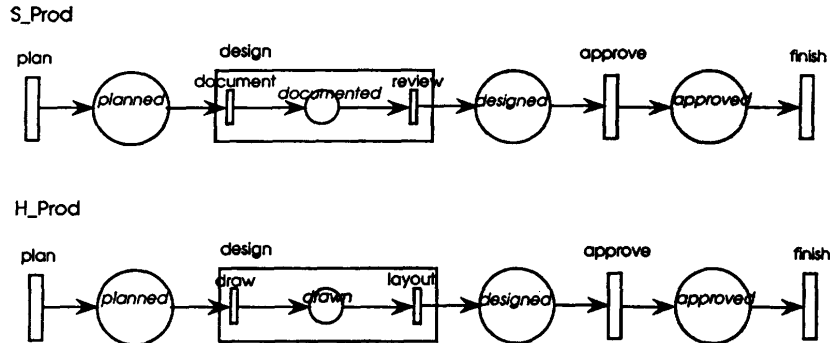 S_Prod
plan
design
approve
finish
document
review
planned
documented
designed
approved
H_Prod
plan
design
approve
finish
draw
layout
planned
drawn
designed
approved